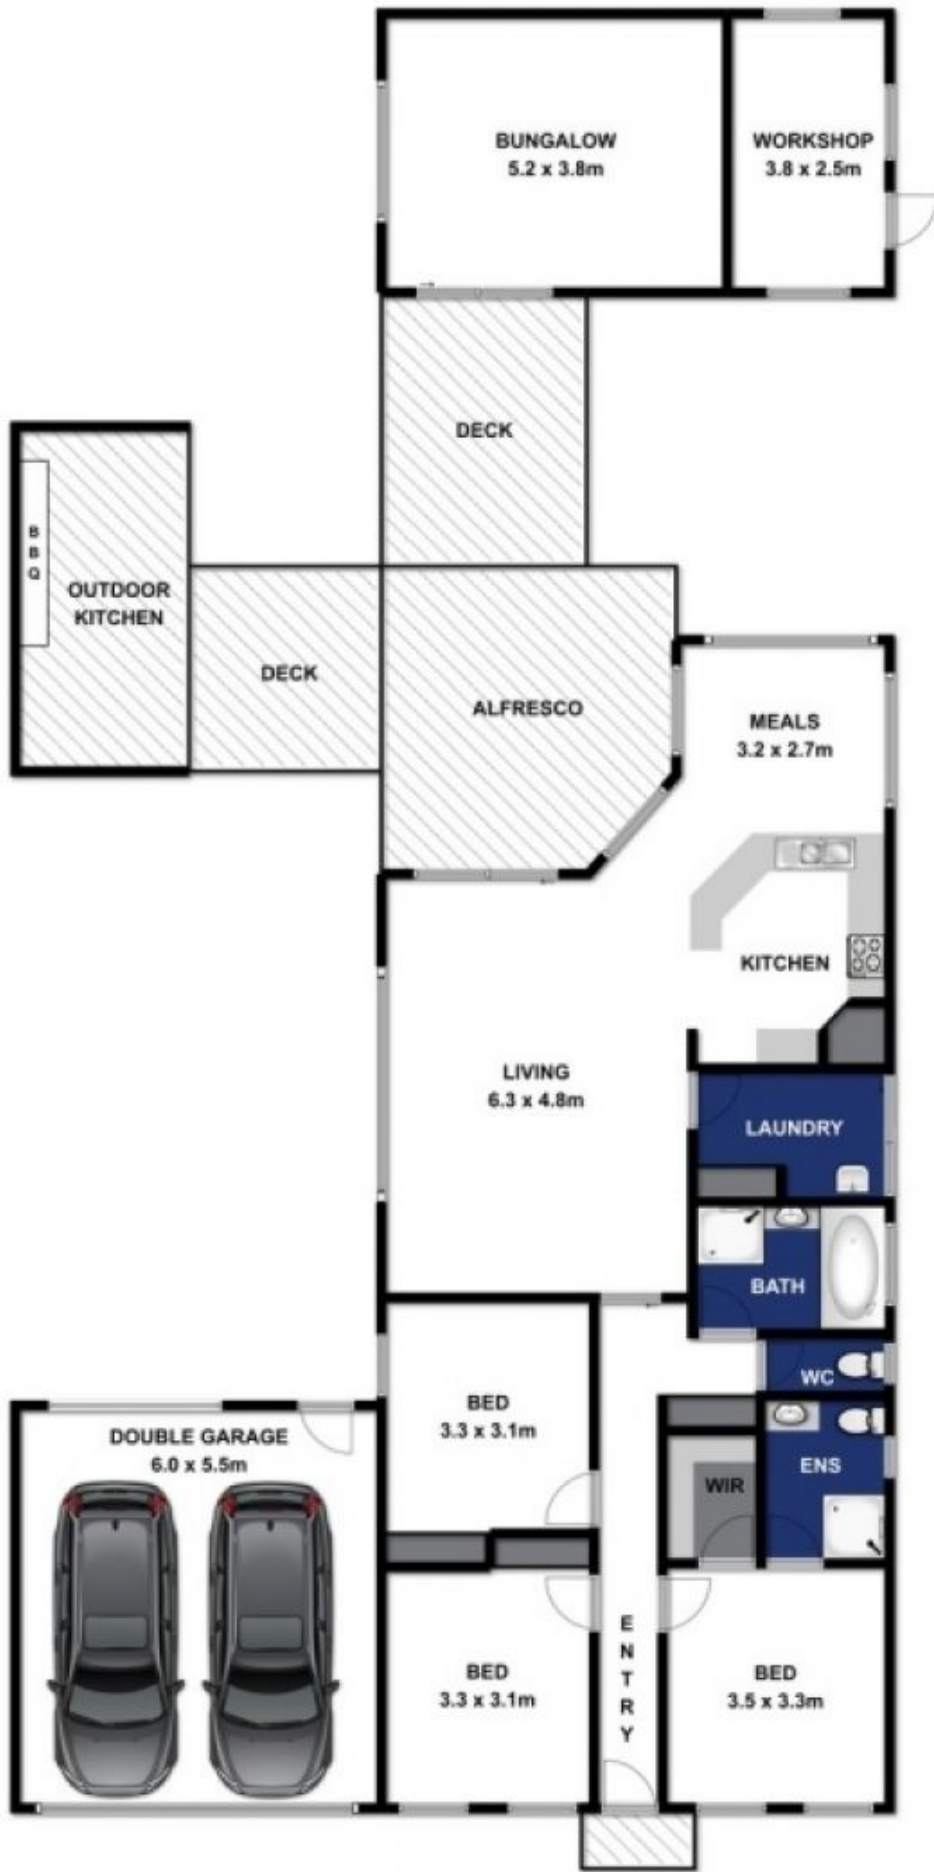 BUNGALOW
5.2 x 3.8m
WORKSHOP
3.8 x 2.5m
DECK
B
B
Q
OUTDOOR
KITCHEN
DECK
ALFRESCO
MEALS
3.2 x 2.7m
KITCHEN
LIVING
6.3 x 4.8m
LAUNDRY
BATH
WC
BED
3.3 x 3.1m
DOUBLE GARAGE
6.0 x 5.5m
WIR
ENS
E
N
T
R
Y
BED
3.3 x 3.1m
BED
3.5 x 3.3m